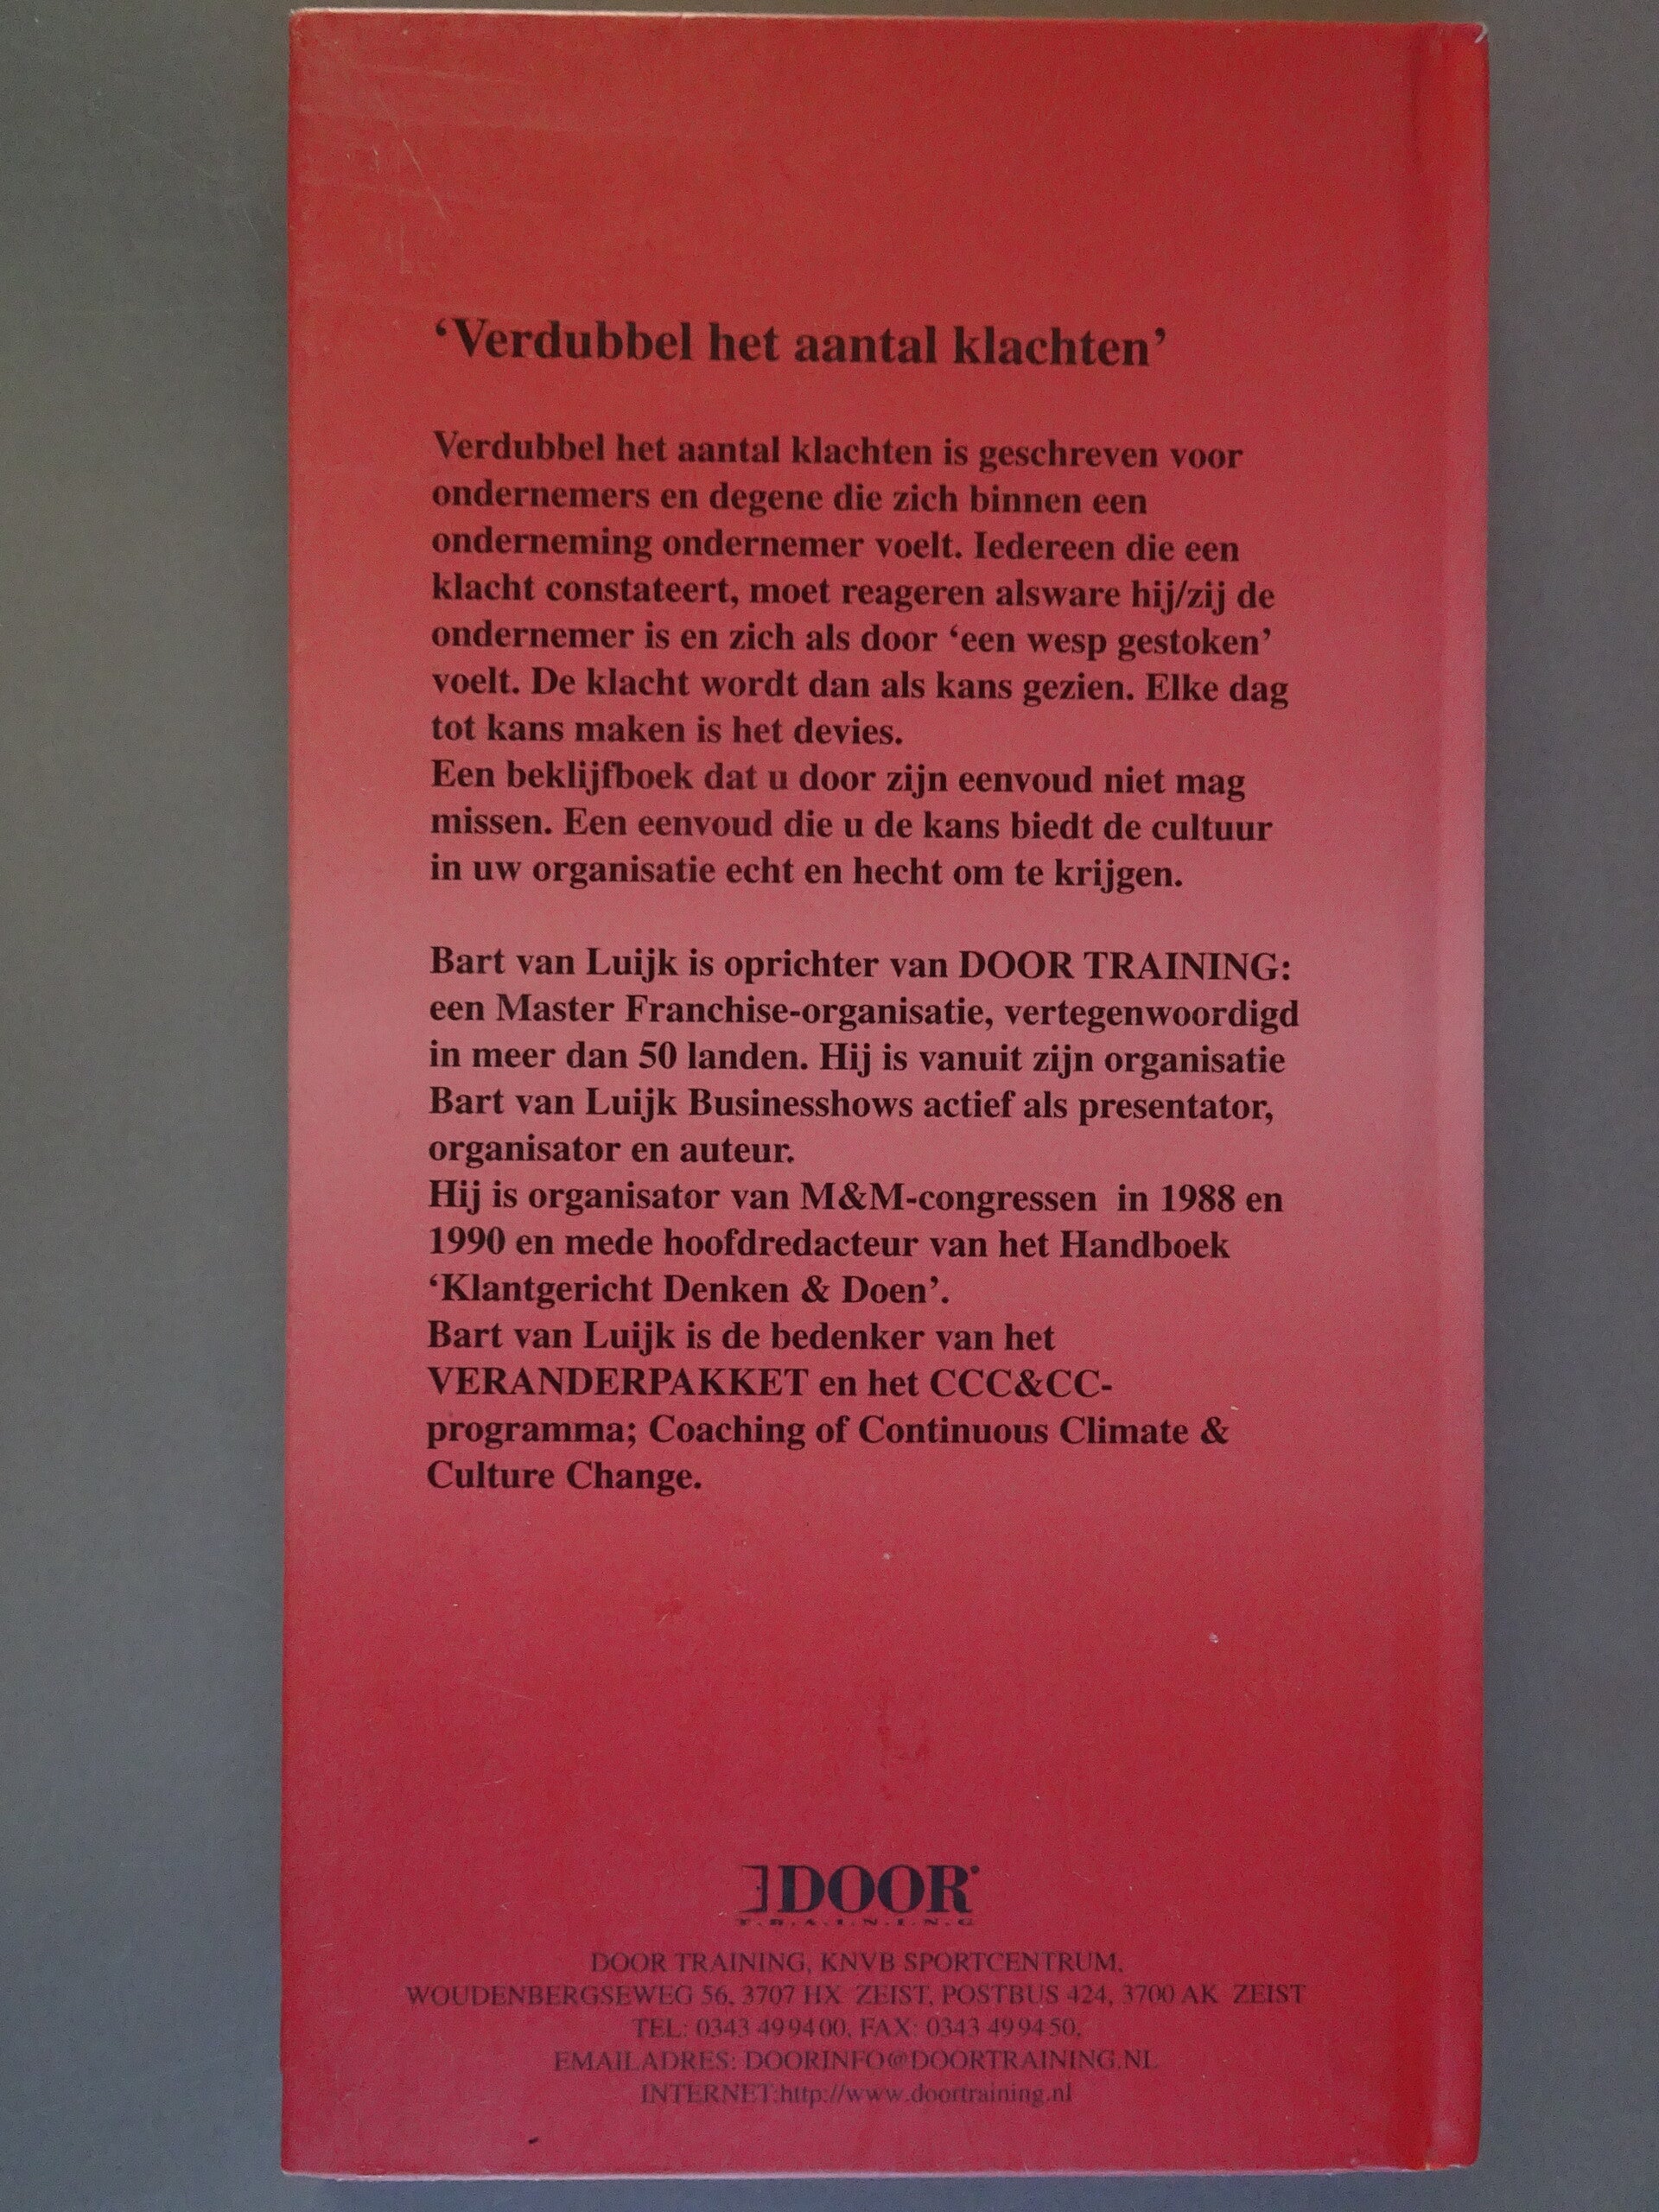 ‘Verdubbel het aantal klachten’
Verdubbel het aantal klachten is geschreven voor
ondernemers en degene die zich binnen een
onderneming ondernemer voelt. Iedereen die een
klacht constateert, moet reageren alsware hij/zij de
ondernemer is en zich als door ‘een wesp gestoken’
voelt. De klacht wordt dan als kans gezien. Elke dag
tot kans maken is het devies.
Een beklijfboek dat u door zijn eenvoud niet mag
missen. Een eenvoud die u de kans biedt de cultuur
in uw organisatie echt en hecht om te krijgen.
Bart van Luijk is oprichter van DOOR TRAINING:
een Master Franchise-organisatie, vertegenwoordigd
in meer dan 50 landen. Hij is vanuit zijn organisatie
Bart van Luijk Businesshows actief als presentator,
organisator en auteur.
Hij is organisator van M&M-congressen in 1988 en
1990 en mede hoofdredacteur van het Handboek
‘Klantgericht Denken & Doen’.
Bart van Luijk is de bedenker van het
VERANDERPAKKET en het CCC&CC-
programma; Coaching of Continuous Climate &
Culture Change.
DOOR
T.R.A.I.N.I.N.G
DOOR TRAINING, KNVB SPORTCENTRUM,
WOUDENBERGSEWEG 56, 3707 HX ZEIST, POSTBUS 424, 3700 AK ZEIST
TEL: 0343 499400, FAX: 0343 499450,
EMAILADRES: DOORINFO@DOORTRAINING.NL
INTERNET:http://www.doortraining.nl